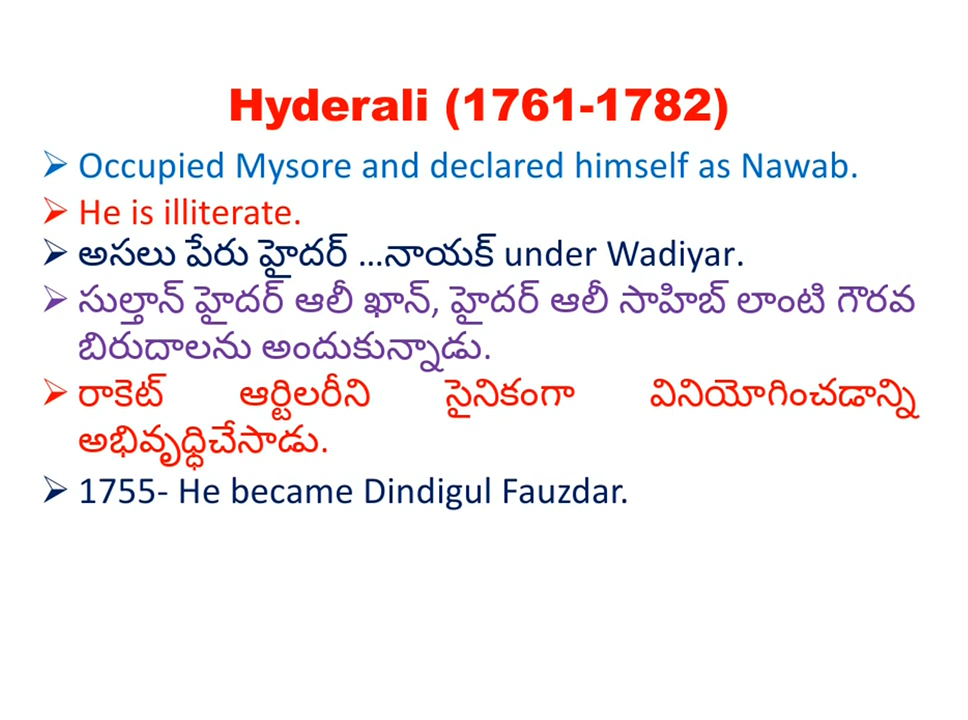 Hyderali (1761-1782)
➢ Occupied Mysore and declared himself as Nawab.
➢ He is illiterate.
➢ అసలు పేరు హైదర్ ...నాయక్ under Wadiyar.
➢ సుల్తాన్ హైదర్ ఆలీ ఖాన్, హైదర్ ఆలీ సాహిబ్ లాంటి గౌరవ
బిరుదాలను అందుకున్నాడు.
➢ రాకెట్ ఆర్టిలరీని సైనికంగా వినియోగించడాన్ని
అభివృధ్ధిచేసాడు.
➢ 1755- He became Dindigul Fauzdar.